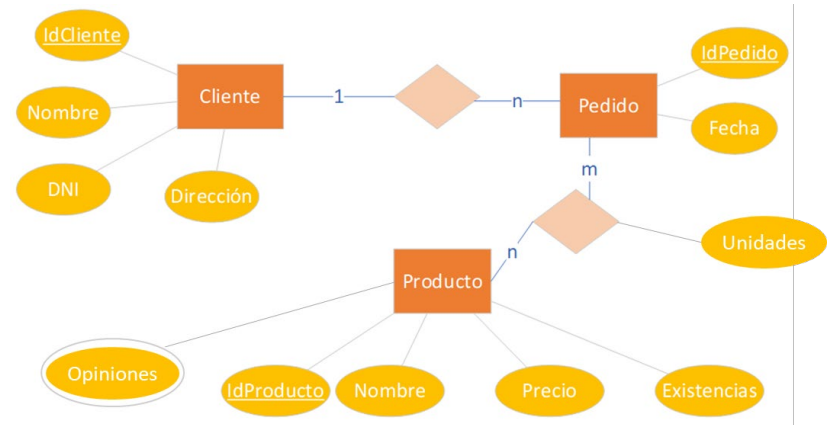 IdCliente
IdPedido
Cliente
1
n
Pedido
Nombre
Fecha
DNI
Dirección
m
Unidades
n
Producto
Opiniones
IdProducto
Nombre
Precio
Existencias